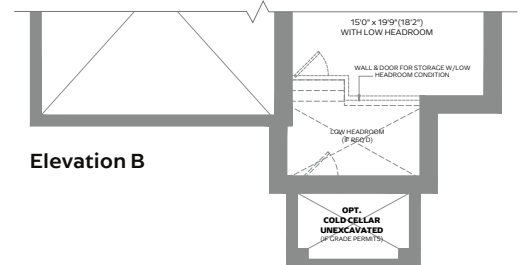 15'0" x 19'9"(18'2")
WITH LOW HEADROOM
WALL & DOOR FOR STORAGE W/LOW
HEADROOM CONDITION
LOW HEADROOM
(IF REQ'D)
Elevation B
OPT.
COLD CELLAR
UNEXCAVATED
(IF GRADE PERMITS)